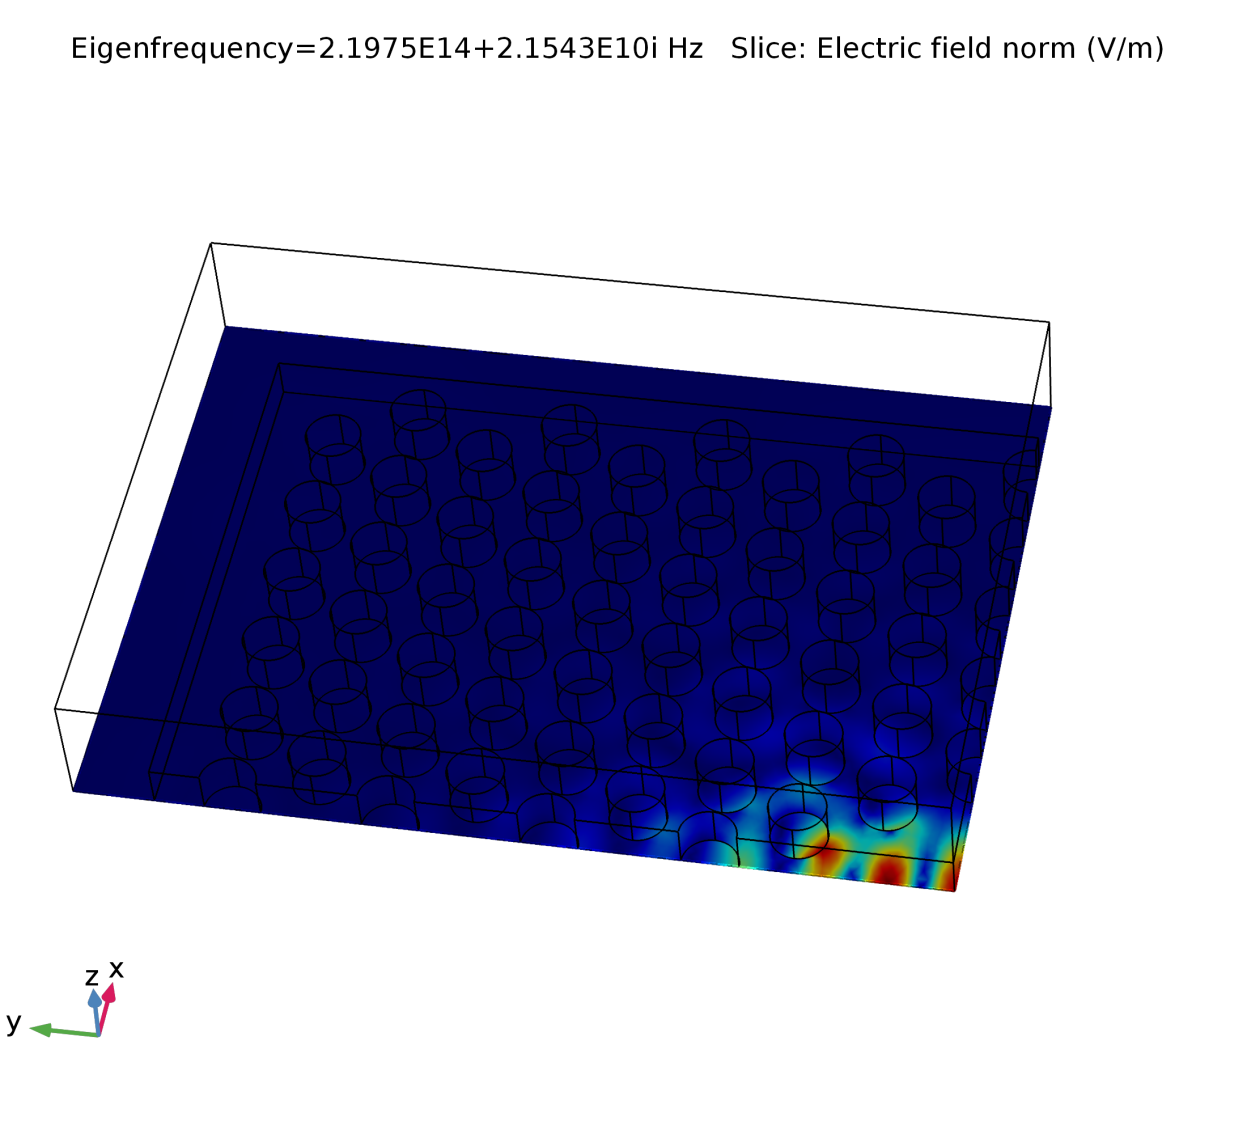 Eigenfrequency=2.1975E14+2.1543E10i Hz   Slice: Electric field norm (V/m)
z x
y